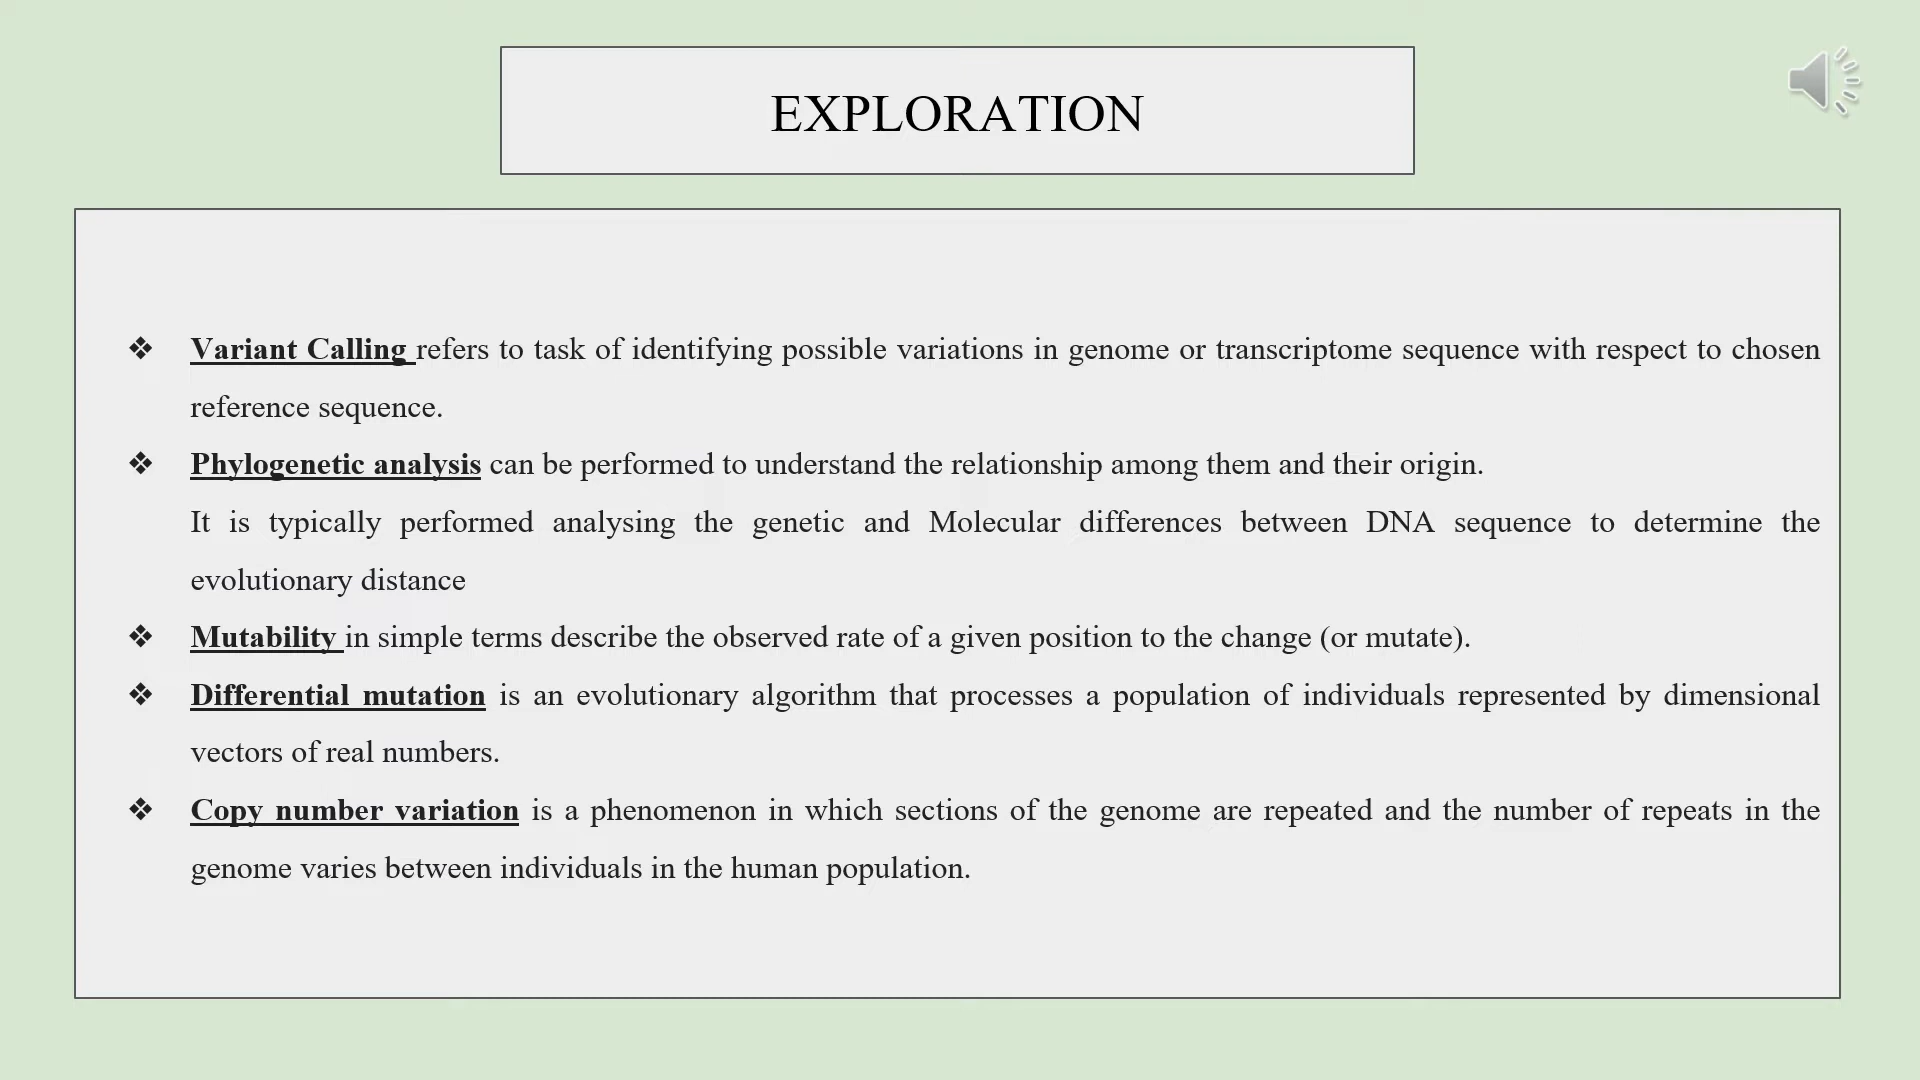 EXPLORATION
❖ Variant Calling refers to task of identifying possible variations in genome or transcriptome sequence with respect to chosen
reference sequence.
❖ Phylogenetic analysis can be performed to understand the relationship among them and their origin.
It is typically performed analysing the genetic and Molecular differences between DNA sequence to determine the
evolutionary distance
❖ Mutability in simple terms describe the observed rate of a given position to the change (or mutate).
❖ Differential mutation is an evolutionary algorithm that processes a population of individuals represented by dimensional
vectors of real numbers.
❖ Copy number variation is a phenomenon in which sections of the genome are repeated and the number of repeats in the
genome varies between individuals in the human population.